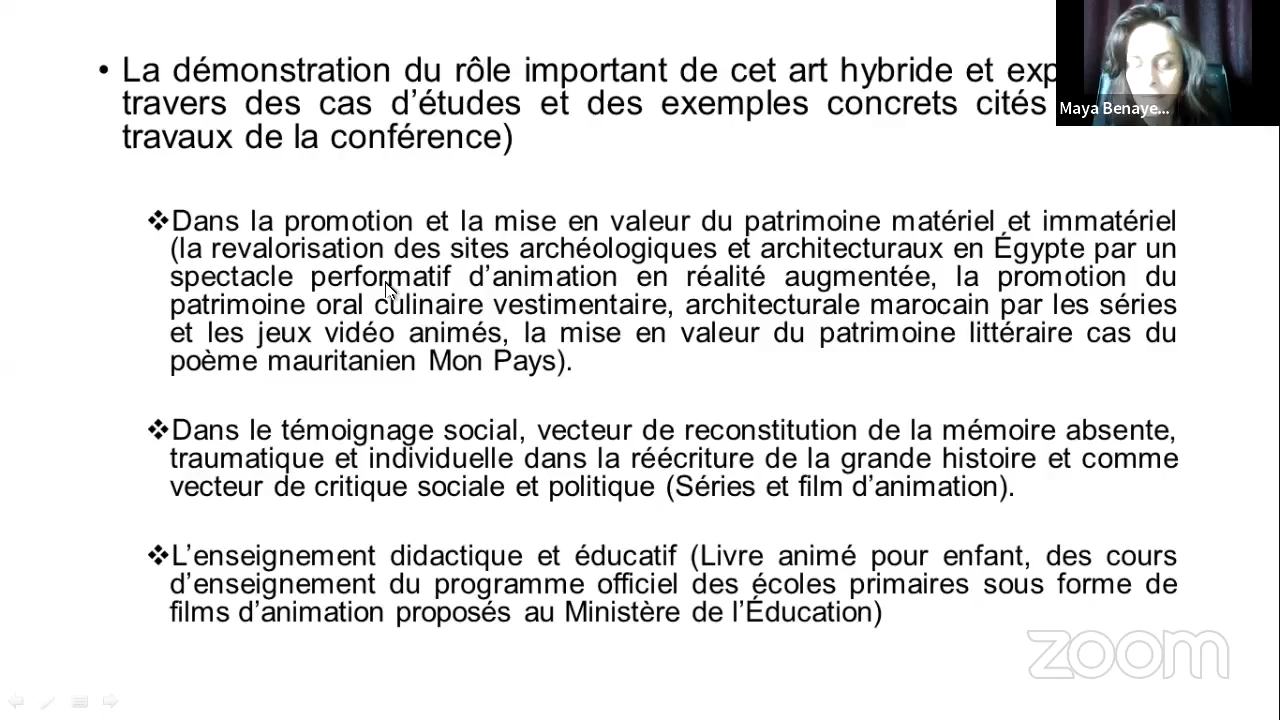 • La démonstration du rôle important de cet art hybride et
travers des cas d’études et des exemples concrets cités
travaux de la conférence)
❖Dans la promotion et la mise en valeur du patrimoine matériel et immatériel
(la revalorisation des sites archéologiques et architecturaux en Égypte par un
spectacle performatif d’animation en réalité augmentée, la promotion du
patrimoine oral culinaire vestimentaire, architecturale marocain par les séries
et les jeux vidéo animés, la mise en valeur du patrimoine littéraire cas du
poème mauritanien Mon Pays).
❖Dans le témoignage social, vecteur de reconstitution de la mémoire absente,
traumatique et individuelle dans la réécriture de la grande histoire et comme
vecteur de critique sociale et politique (Séries et film d’animation).
❖L’enseignement didactique et éducatif (Livre animé pour enfant, des cours
d’enseignement du programme officiel des écoles primaires sous forme de
films d’animation proposés au Ministère de l’Éducation)
Maya Benaye...
zoom